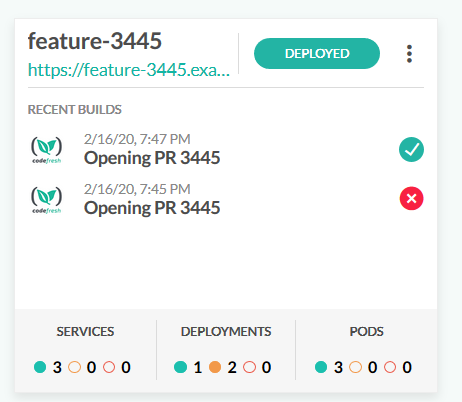 feature-3445
DEPLOYED
https://feature-3445.exa...
RECENT BUILDS
2/16/20, 7:47 PM
codefresh
Opening PR 3445
2/16/20, 7:45 PM
codefresh
Opening PR 3445
SERVICES DEPLOYMENTS PODS
3 0 0 1 2 0 3 0 0